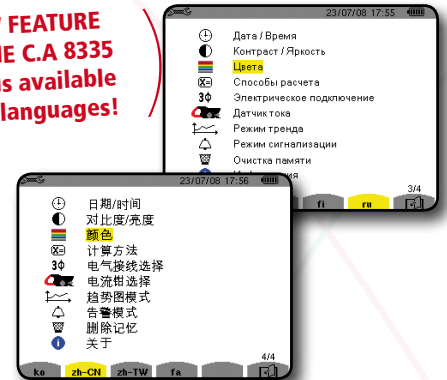 FEATURE
E C.A 8335
s available
languages!
23/07/08 17:55
Дата / Время
Контраст / Яркость
Цвета
Способы расчета
3Φ Электрическое подключение
Датчик тока
Режим тренда
Режим сигнализации
Очистка памяти
3/4
fi ru
23/07/08 17:56
日期/时间
对比度/亮度
颜色
计算方法
3Φ 电气接线选择
电流钳选择
趋势图模式
告警模式
删除记忆
关于
4/4
ko zh-CN zh-TW fa